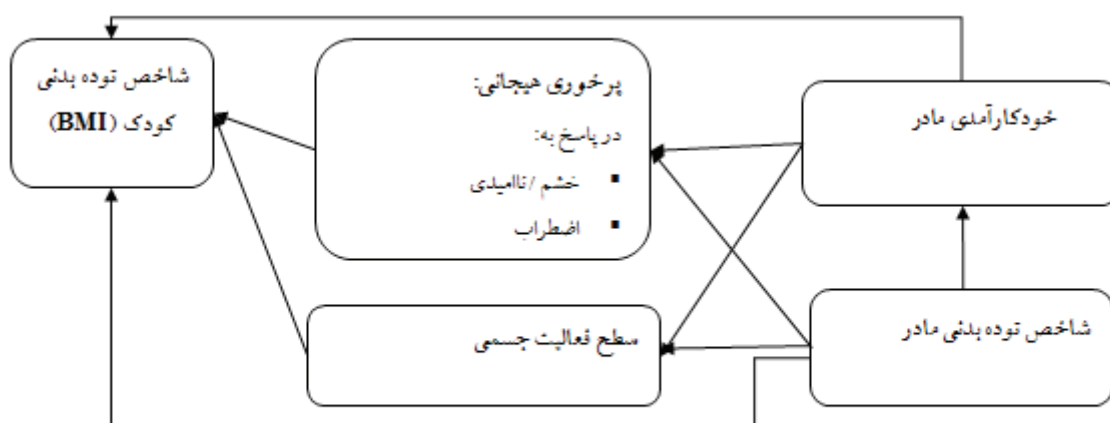 شاخص توده بدنی
کودک (BMI)
پرخوری هیجانی:
در پاسخ به:
▪ خشم /ناامیدی
▪ اضطراب
خودکارآمدی مادر
سطح فعالیت جسمی
شاخص توده بدنی مادر